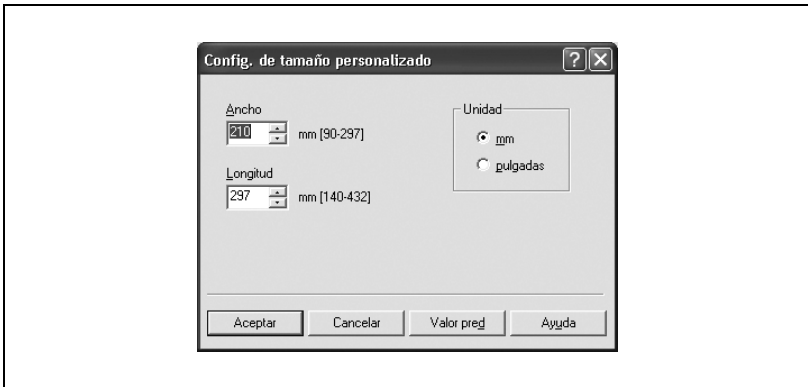 Config. de tamaño personalizado
Ancho
210 mm [90-297]
Longitud
297 mm [140-432]
Unidad
mm
pulgadas
Aceptar Cancelar Valor pred Ayuda